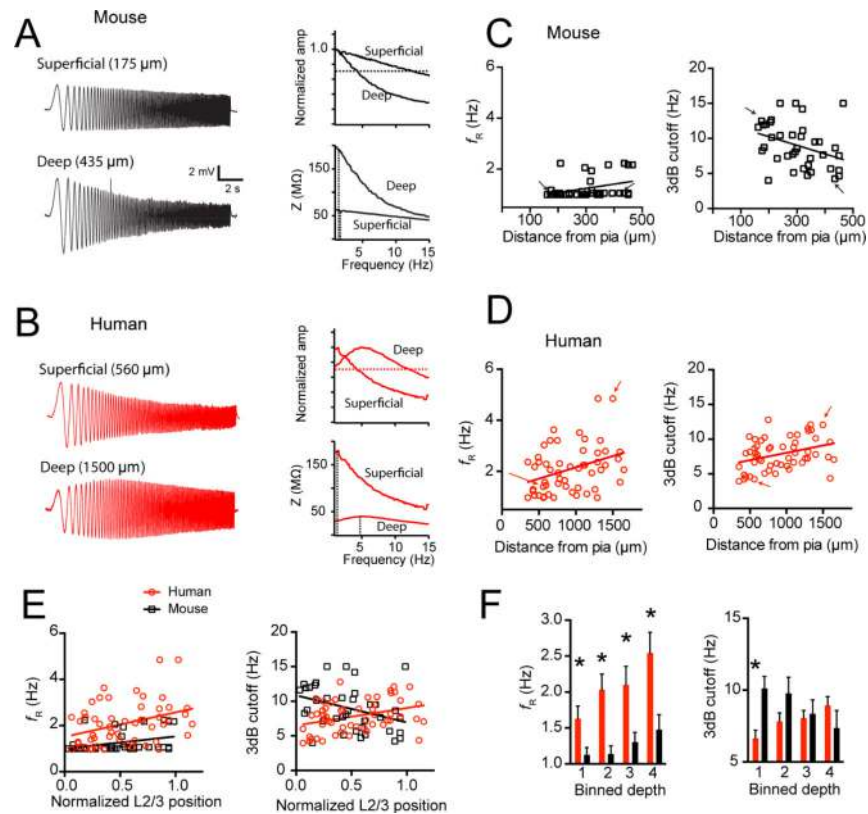 Mouse
A
Superficial (175 µm)
Deep (435 µm)
2 mV
2 s
Normalized amp
1.0
Superficial
Deep
Z (MΩ)
150
50
Deep
Superficial
5 10 15
Frequency (Hz)
C
Mouse
fR (Hz)
6
4
2
100 300 500
Distance from pia (µm)
3dB cutoff (Hz)
20
15
10
5
0
100 300 500
Distance from pia (µm)
B
Human
Superficial (560 µm)
Deep (1500 µm)
Normalized amp
Deep
Superficial
Z (MΩ)
150
50
Superficial
Deep
5 10 15
Frequency (Hz)
D
Human
fR (Hz)
6
4
2
0
0 500 1000 1500
Distance from pia (µm)
3dB cutoff (Hz)
20
15
10
5
0
0 500 1000 1500
Distance from pia (µm)
E
Human
Mouse
fR (Hz)
6
4
2
0
0.0 0.5 1.0
Normalized L2/3 position
3dB cutoff (Hz)
20
15
10
5
0
0.0 0.5 1.0
Normalized L2/3 position
F
fR (Hz)
3.0
2.5
2.0
1.5
1.0
* * * *
1 2 3 4
Binned depth
3dB cutoff (Hz)
15
10
5
*
1 2 3 4
Binned depth